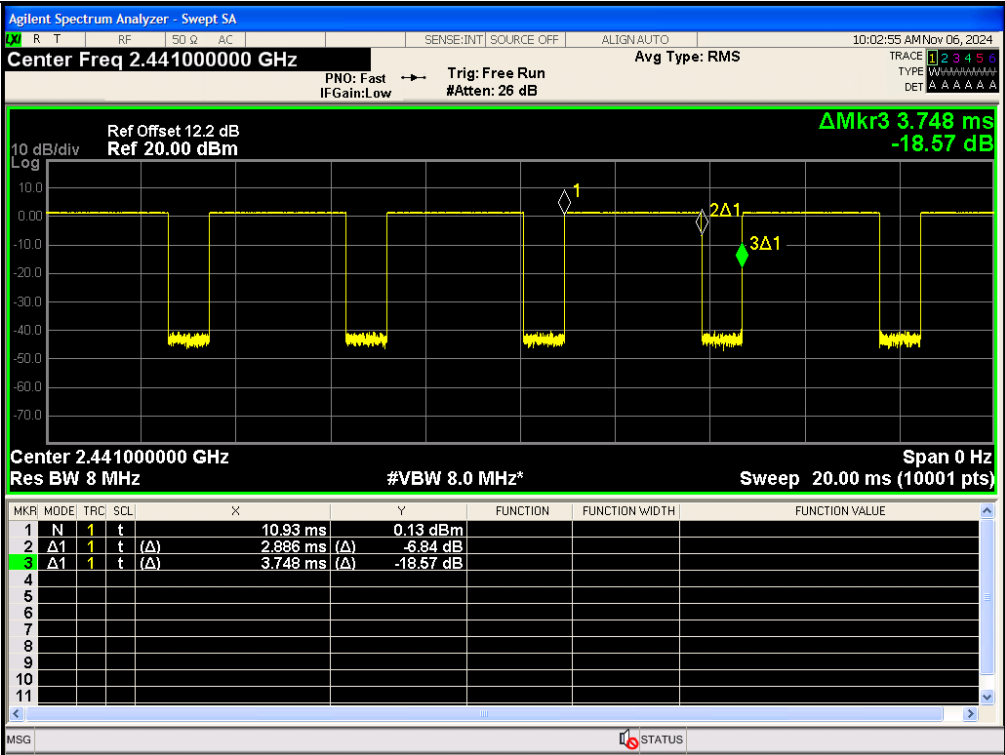 Agilent Spectrum Analyzer - Swept SA
LXI R T RF 50 Ω AC SENSE:INT SOURCE OFF ALIGN AUTO 10:02:55 AM Nov 06, 2024
Center Freq 2.441000000 GHz
PNO: Fast
IFGain:Low
Trig: Free Run
#Atten: 26 dB
Avg Type: RMS
TRACE 1 2 3 4 5 6
TYPE WWWWWW
DET A A A A A A
ΔMkr3 3.748 ms
-18.57 dB
Ref Offset 12.2 dB
10 dB/div Ref 20.00 dBm
Log
10.0
0.00
-10.0
-20.0
-30.0
-40.0
-50.0
-60.0
-70.0
1
2Δ1
3Δ1
Center 2.441000000 GHz Span 0 Hz
Res BW 8 MHz #VBW 8.0 MHz* Sweep 20.00 ms (10001 pts)
MKR MODE TRC SCL X Y FUNCTION FUNCTION WIDTH FUNCTION VALUE
1 N 1 t 10.93 ms 0.13 dBm
2 Δ1 1 t (Δ) 2.886 ms (Δ) -6.84 dB
3 Δ1 1 t (Δ) 3.748 ms (Δ) -18.57 dB
4
5
6
7
8
9
10
11
MSG STATUS